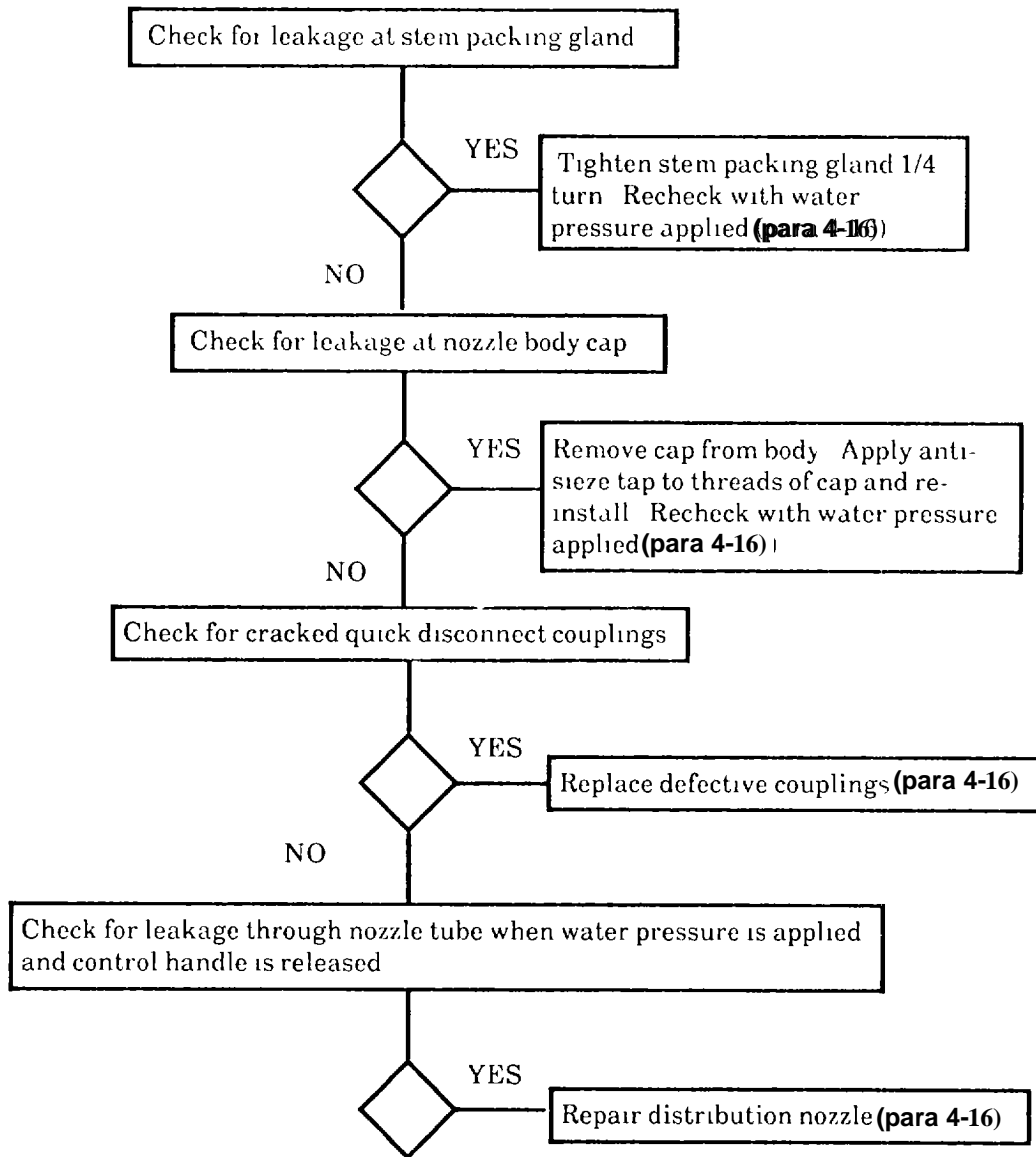 Check for leakage at stem packing gland
YES
Tighten stem packing gland 1/4
turn Recheck with water
pressure applied (para 4-16)
NO
Check for leakage at nozzle body cap
YES
Remove cap from body Apply anti-
sieze tap to threads of cap and re-
install Recheck with water pressure
applied (para 4-16)
NO
Check for cracked quick disconnect couplings
YES
Replace defective couplings (para 4-16)
NO
Check for leakage through nozzle tube when water pressure is applied
and control handle is released
YES
Repair distribution nozzle (para 4-16)